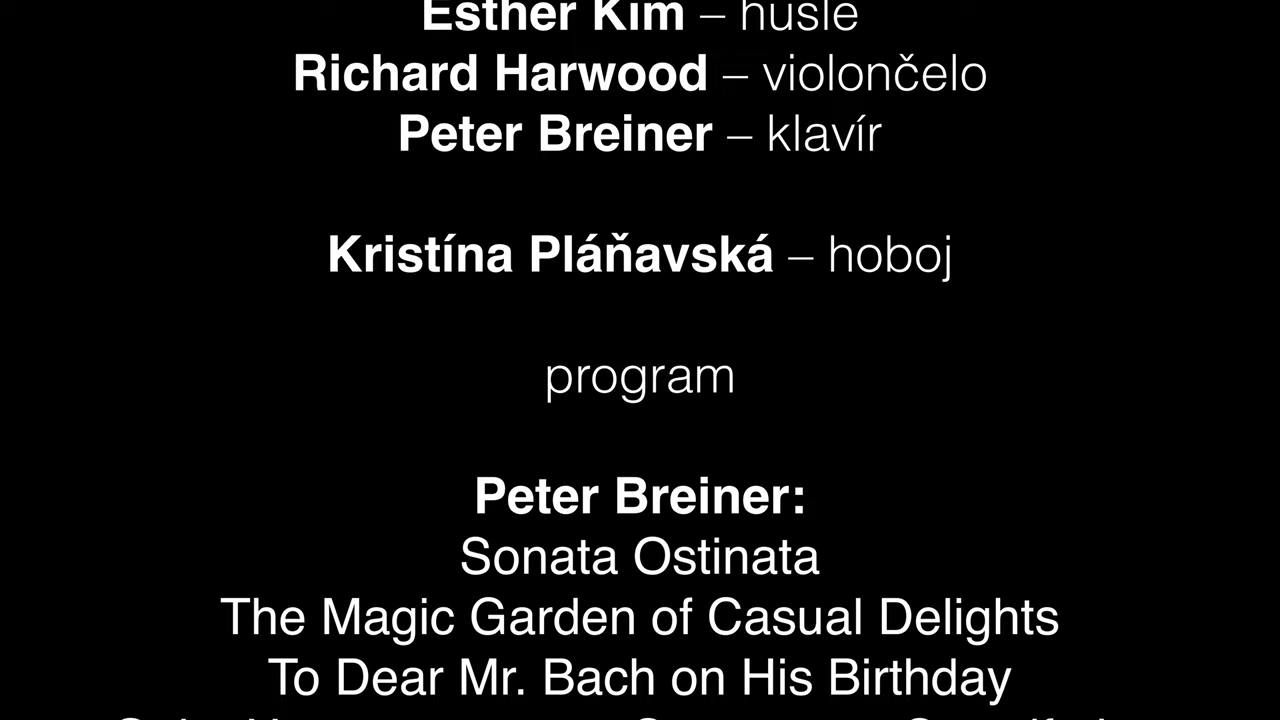 Esther Kim – husle
Richard Harwood – violončelo
Peter Breiner – klavír
Kristína Pláňavská – hoboj
program
Peter Breiner:
Sonata Ostinata
The Magic Garden of Casual Delights
To Dear Mr. Bach on His Birthday